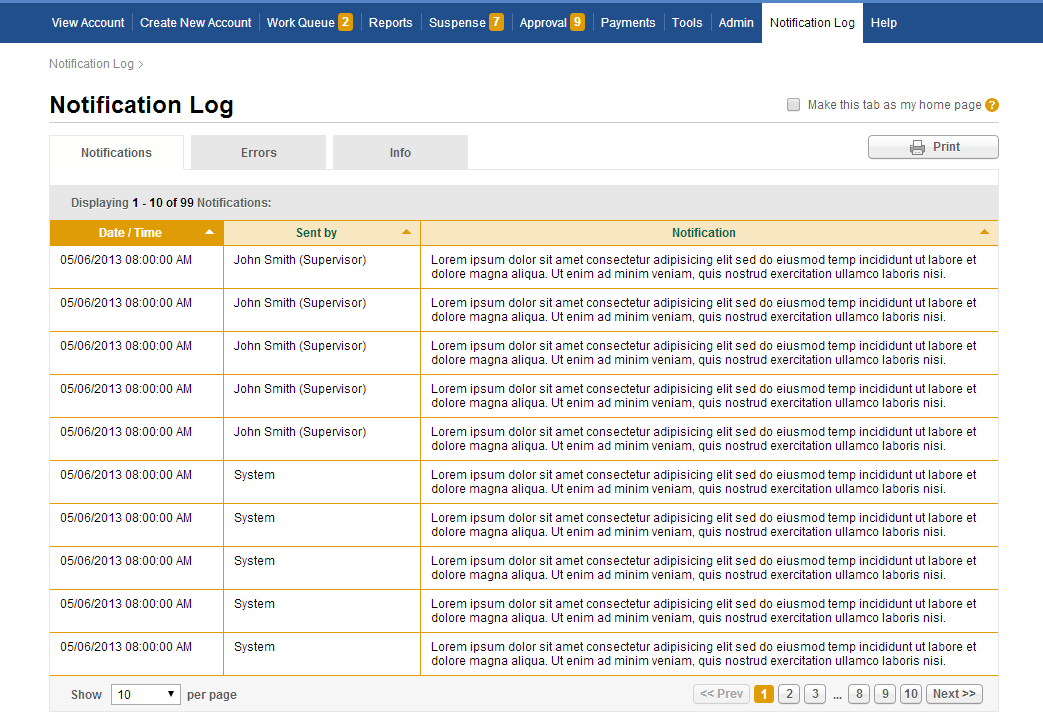 View Account Create New Account Work Queue 2 Reports Suspense 7 Approval 9 Payments Tools Admin Notification Log Help
Notification Log >
Notification Log
Make this tab as my home page ?
Notifications Errors Info Print
Displaying 1 - 10 of 99 Notifications:
Date / Time Sent by Notification
05/06/2013 08:00:00 AM John Smith (Supervisor) Lorem ipsum dolor sit amet consectetur adipisicing elit sed do eiusmod temp incididunt ut labore et
dolore magna aliqua. Ut enim ad minim veniam, quis nostrud exercitation ullamco laboris nisi.
05/06/2013 08:00:00 AM John Smith (Supervisor) Lorem ipsum dolor sit amet consectetur adipisicing elit sed do eiusmod temp incididunt ut labore et
dolore magna aliqua. Ut enim ad minim veniam, quis nostrud exercitation ullamco laboris nisi.
05/06/2013 08:00:00 AM John Smith (Supervisor) Lorem ipsum dolor sit amet consectetur adipisicing elit sed do eiusmod temp incididunt ut labore et
dolore magna aliqua. Ut enim ad minim veniam, quis nostrud exercitation ullamco laboris nisi.
05/06/2013 08:00:00 AM John Smith (Supervisor) Lorem ipsum dolor sit amet consectetur adipisicing elit sed do eiusmod temp incididunt ut labore et
dolore magna aliqua. Ut enim ad minim veniam, quis nostrud exercitation ullamco laboris nisi.
05/06/2013 08:00:00 AM John Smith (Supervisor) Lorem ipsum dolor sit amet consectetur adipisicing elit sed do eiusmod temp incididunt ut labore et
dolore magna aliqua. Ut enim ad minim veniam, quis nostrud exercitation ullamco laboris nisi.
05/06/2013 08:00:00 AM System Lorem ipsum dolor sit amet consectetur adipisicing elit sed do eiusmod temp incididunt ut labore et
dolore magna aliqua. Ut enim ad minim veniam, quis nostrud exercitation ullamco laboris nisi.
05/06/2013 08:00:00 AM System Lorem ipsum dolor sit amet consectetur adipisicing elit sed do eiusmod temp incididunt ut labore et
dolore magna aliqua. Ut enim ad minim veniam, quis nostrud exercitation ullamco laboris nisi.
05/06/2013 08:00:00 AM System Lorem ipsum dolor sit amet consectetur adipisicing elit sed do eiusmod temp incididunt ut labore et
dolore magna aliqua. Ut enim ad minim veniam, quis nostrud exercitation ullamco laboris nisi.
05/06/2013 08:00:00 AM System Lorem ipsum dolor sit amet consectetur adipisicing elit sed do eiusmod temp incididunt ut labore et
dolore magna aliqua. Ut enim ad minim veniam, quis nostrud exercitation ullamco laboris nisi.
05/06/2013 08:00:00 AM System Lorem ipsum dolor sit amet consectetur adipisicing elit sed do eiusmod temp incididunt ut labore et
dolore magna aliqua. Ut enim ad minim veniam, quis nostrud exercitation ullamco laboris nisi.
Show 10 per page << Prev 1 2 3 ... 8 9 10 Next >>